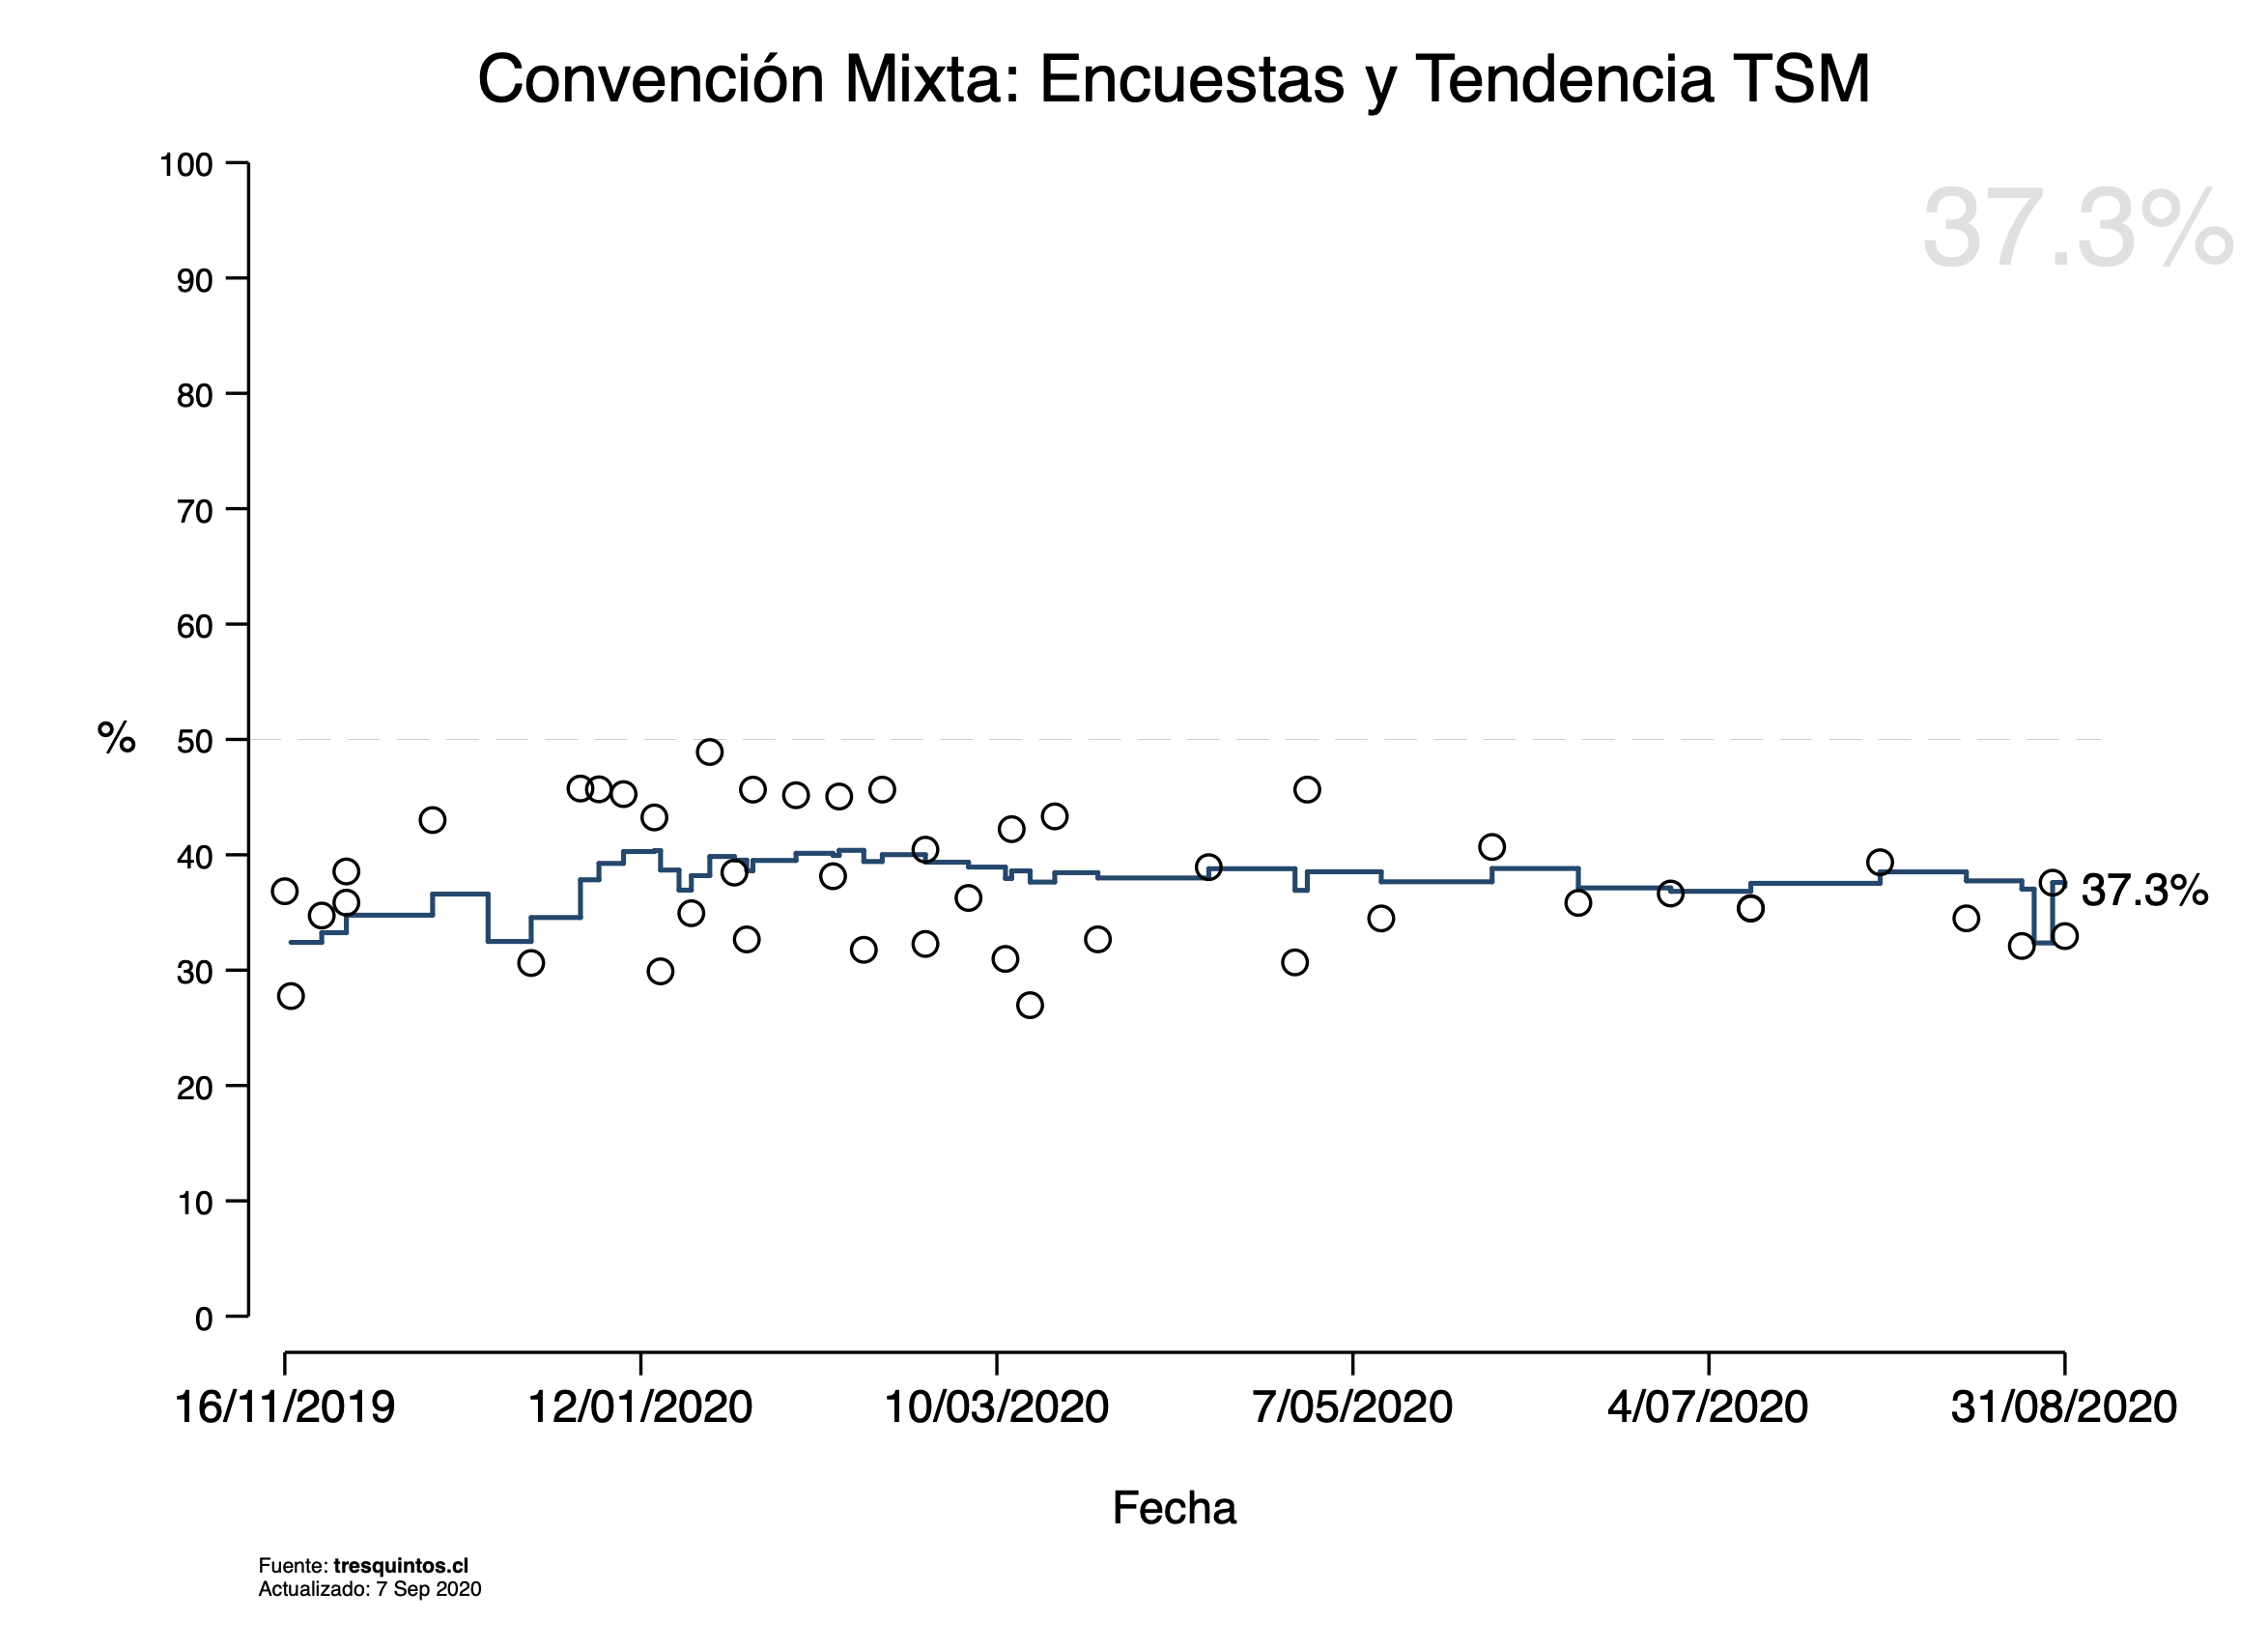 Convención Mixta: Encuestas y Tendencia TSM
37.3%
100
90
80
70
60
% 50
40
37.3%
30
20
10
0
16/11/2019 12/01/2020 10/03/2020 7/05/2020 4/07/2020 31/08/2020
Fecha
Fuente: tresquintos.cl
Actualizado: 7 Sep 2020